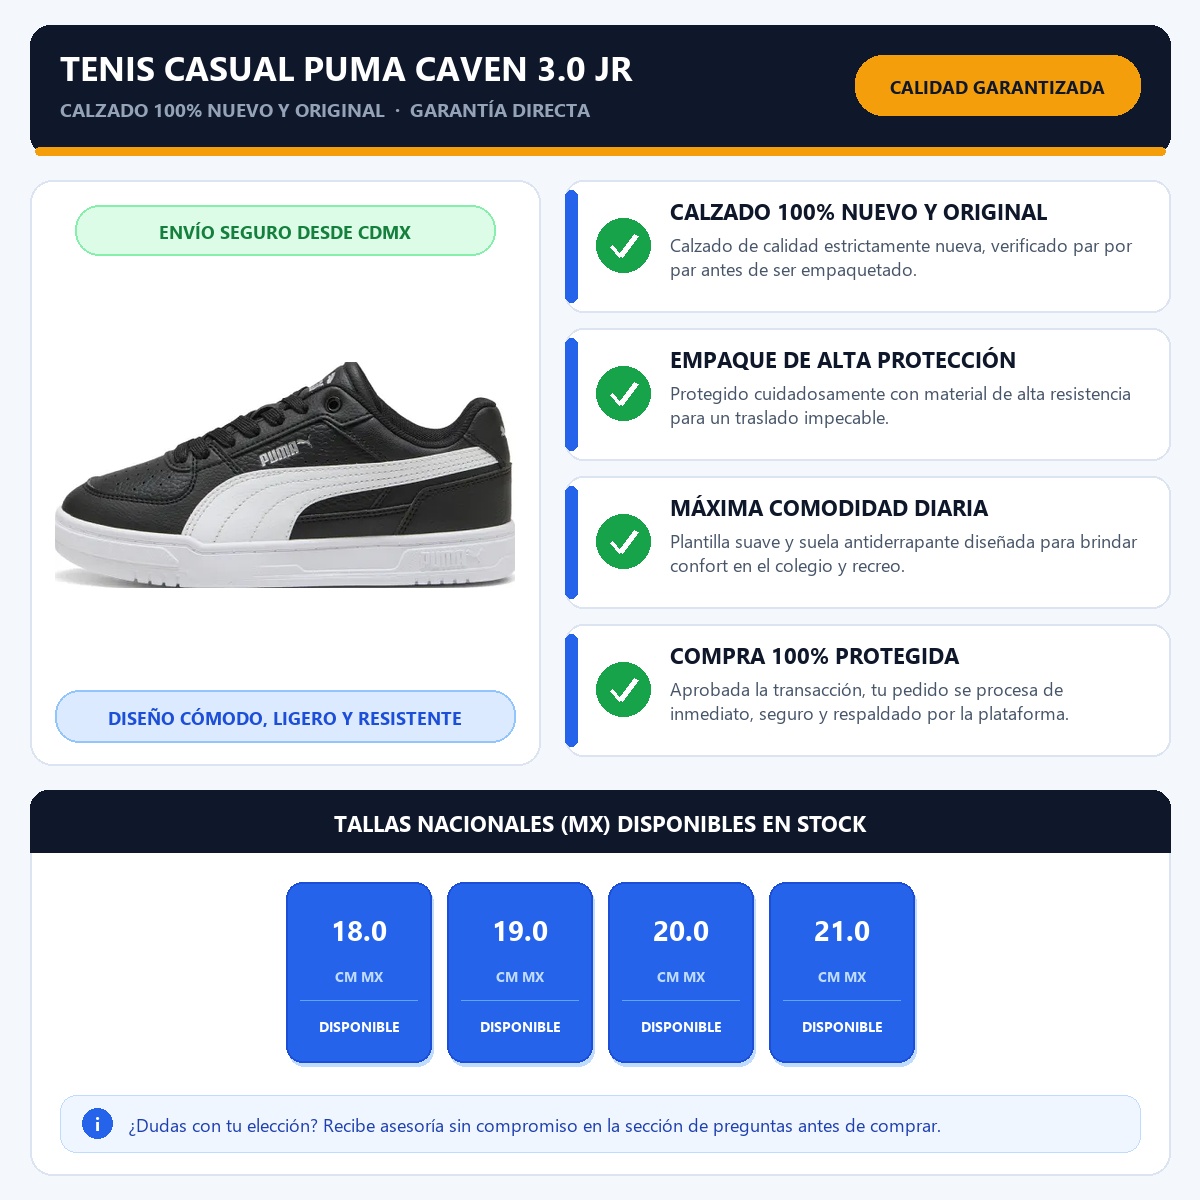 TENIS CASUAL PUMA CAVEN 3.0 JR
CALZADO 100% NUEVO Y ORIGINAL · GARANTÍA DIRECTA
CALIDAD GARANTIZADA
ENVÍO SEGURO DESDE CDMX
PUMA
PUMA
DISEÑO CÓMODO, LIGERO Y RESISTENTE
CALZADO 100% NUEVO Y ORIGINAL
Calzado de calidad estrictamente nueva, verificado par por
par antes de ser empaquetado.
EMPAQUE DE ALTA PROTECCIÓN
Protegido cuidadosamente con material de alta resistencia
para un traslado impecable.
MÁXIMA COMODIDAD DIARIA
Plantilla suave y suela antiderrapante diseñada para brindar
confort en el colegio y recreo.
COMPRA 100% PROTEGIDA
Aprobada la transacción, tu pedido se procesa de
inmediato, seguro y respaldado por la plataforma.
TALLAS NACIONALES (MX) DISPONIBLES EN STOCK
18.0
CM MX
DISPONIBLE
19.0
CM MX
DISPONIBLE
20.0
CM MX
DISPONIBLE
21.0
CM MX
DISPONIBLE
i ¿Dudas con tu elección? Recibe asesoría sin compromiso en la sección de preguntas antes de comprar.